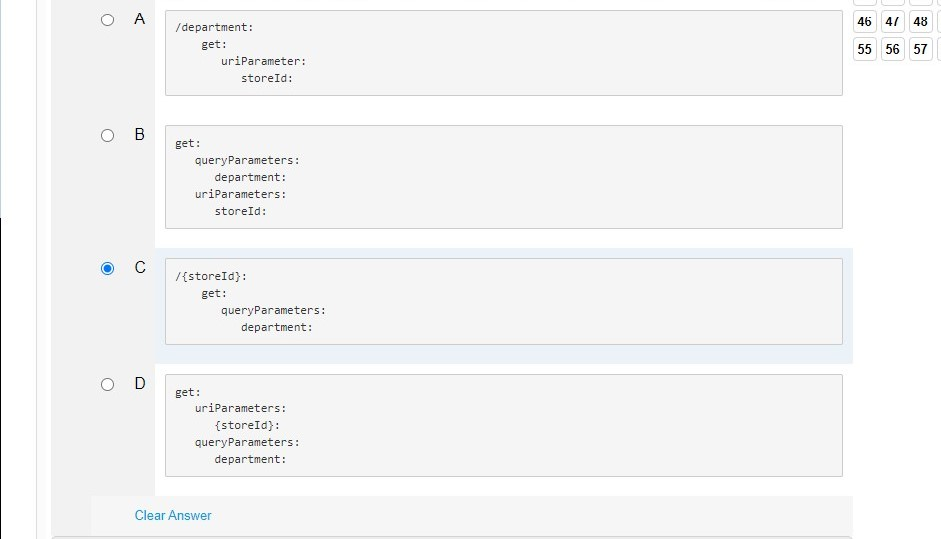 A
/department:
get:
uriParameter:
storeId:
46 47 48
55 56 57
B
get:
queryParameters:
department:
uriParameters:
storeId:
C
/{storeId}:
get:
queryParameters:
department:
D
get:
uriParameters:
{storeId}:
queryParameters:
department:
Clear Answer